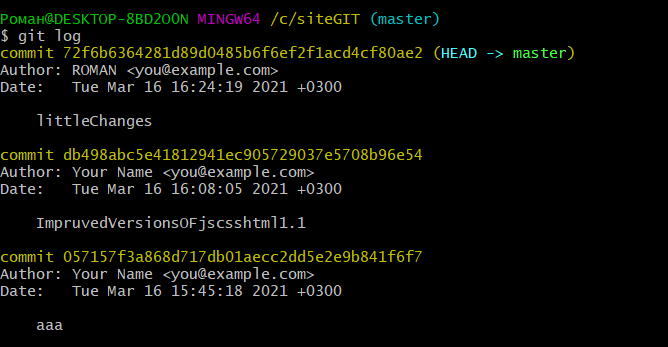 Роман@DESKTOP-8BD2OON MINGW64 /c/siteGIT (master)
$ git log
commit 72f6b6364281d89d0485b6f6ef2f1acd4cf80ae2 (HEAD -> master)
Author: ROMAN <you@example.com>
Date:   Tue Mar 16 16:24:19 2021 +0300
    littleChanges
commit db498abc5e41812941ec905729037e5708b96e54
Author: Your Name <you@example.com>
Date:   Tue Mar 16 16:08:05 2021 +0300
    ImpruvedVersionsOFjscsshtml1.1
commit 057157f3a868d717db01aecc2dd5e2e9b841f6f7
Author: Your Name <you@example.com>
Date:   Tue Mar 16 15:45:18 2021 +0300
    aaa